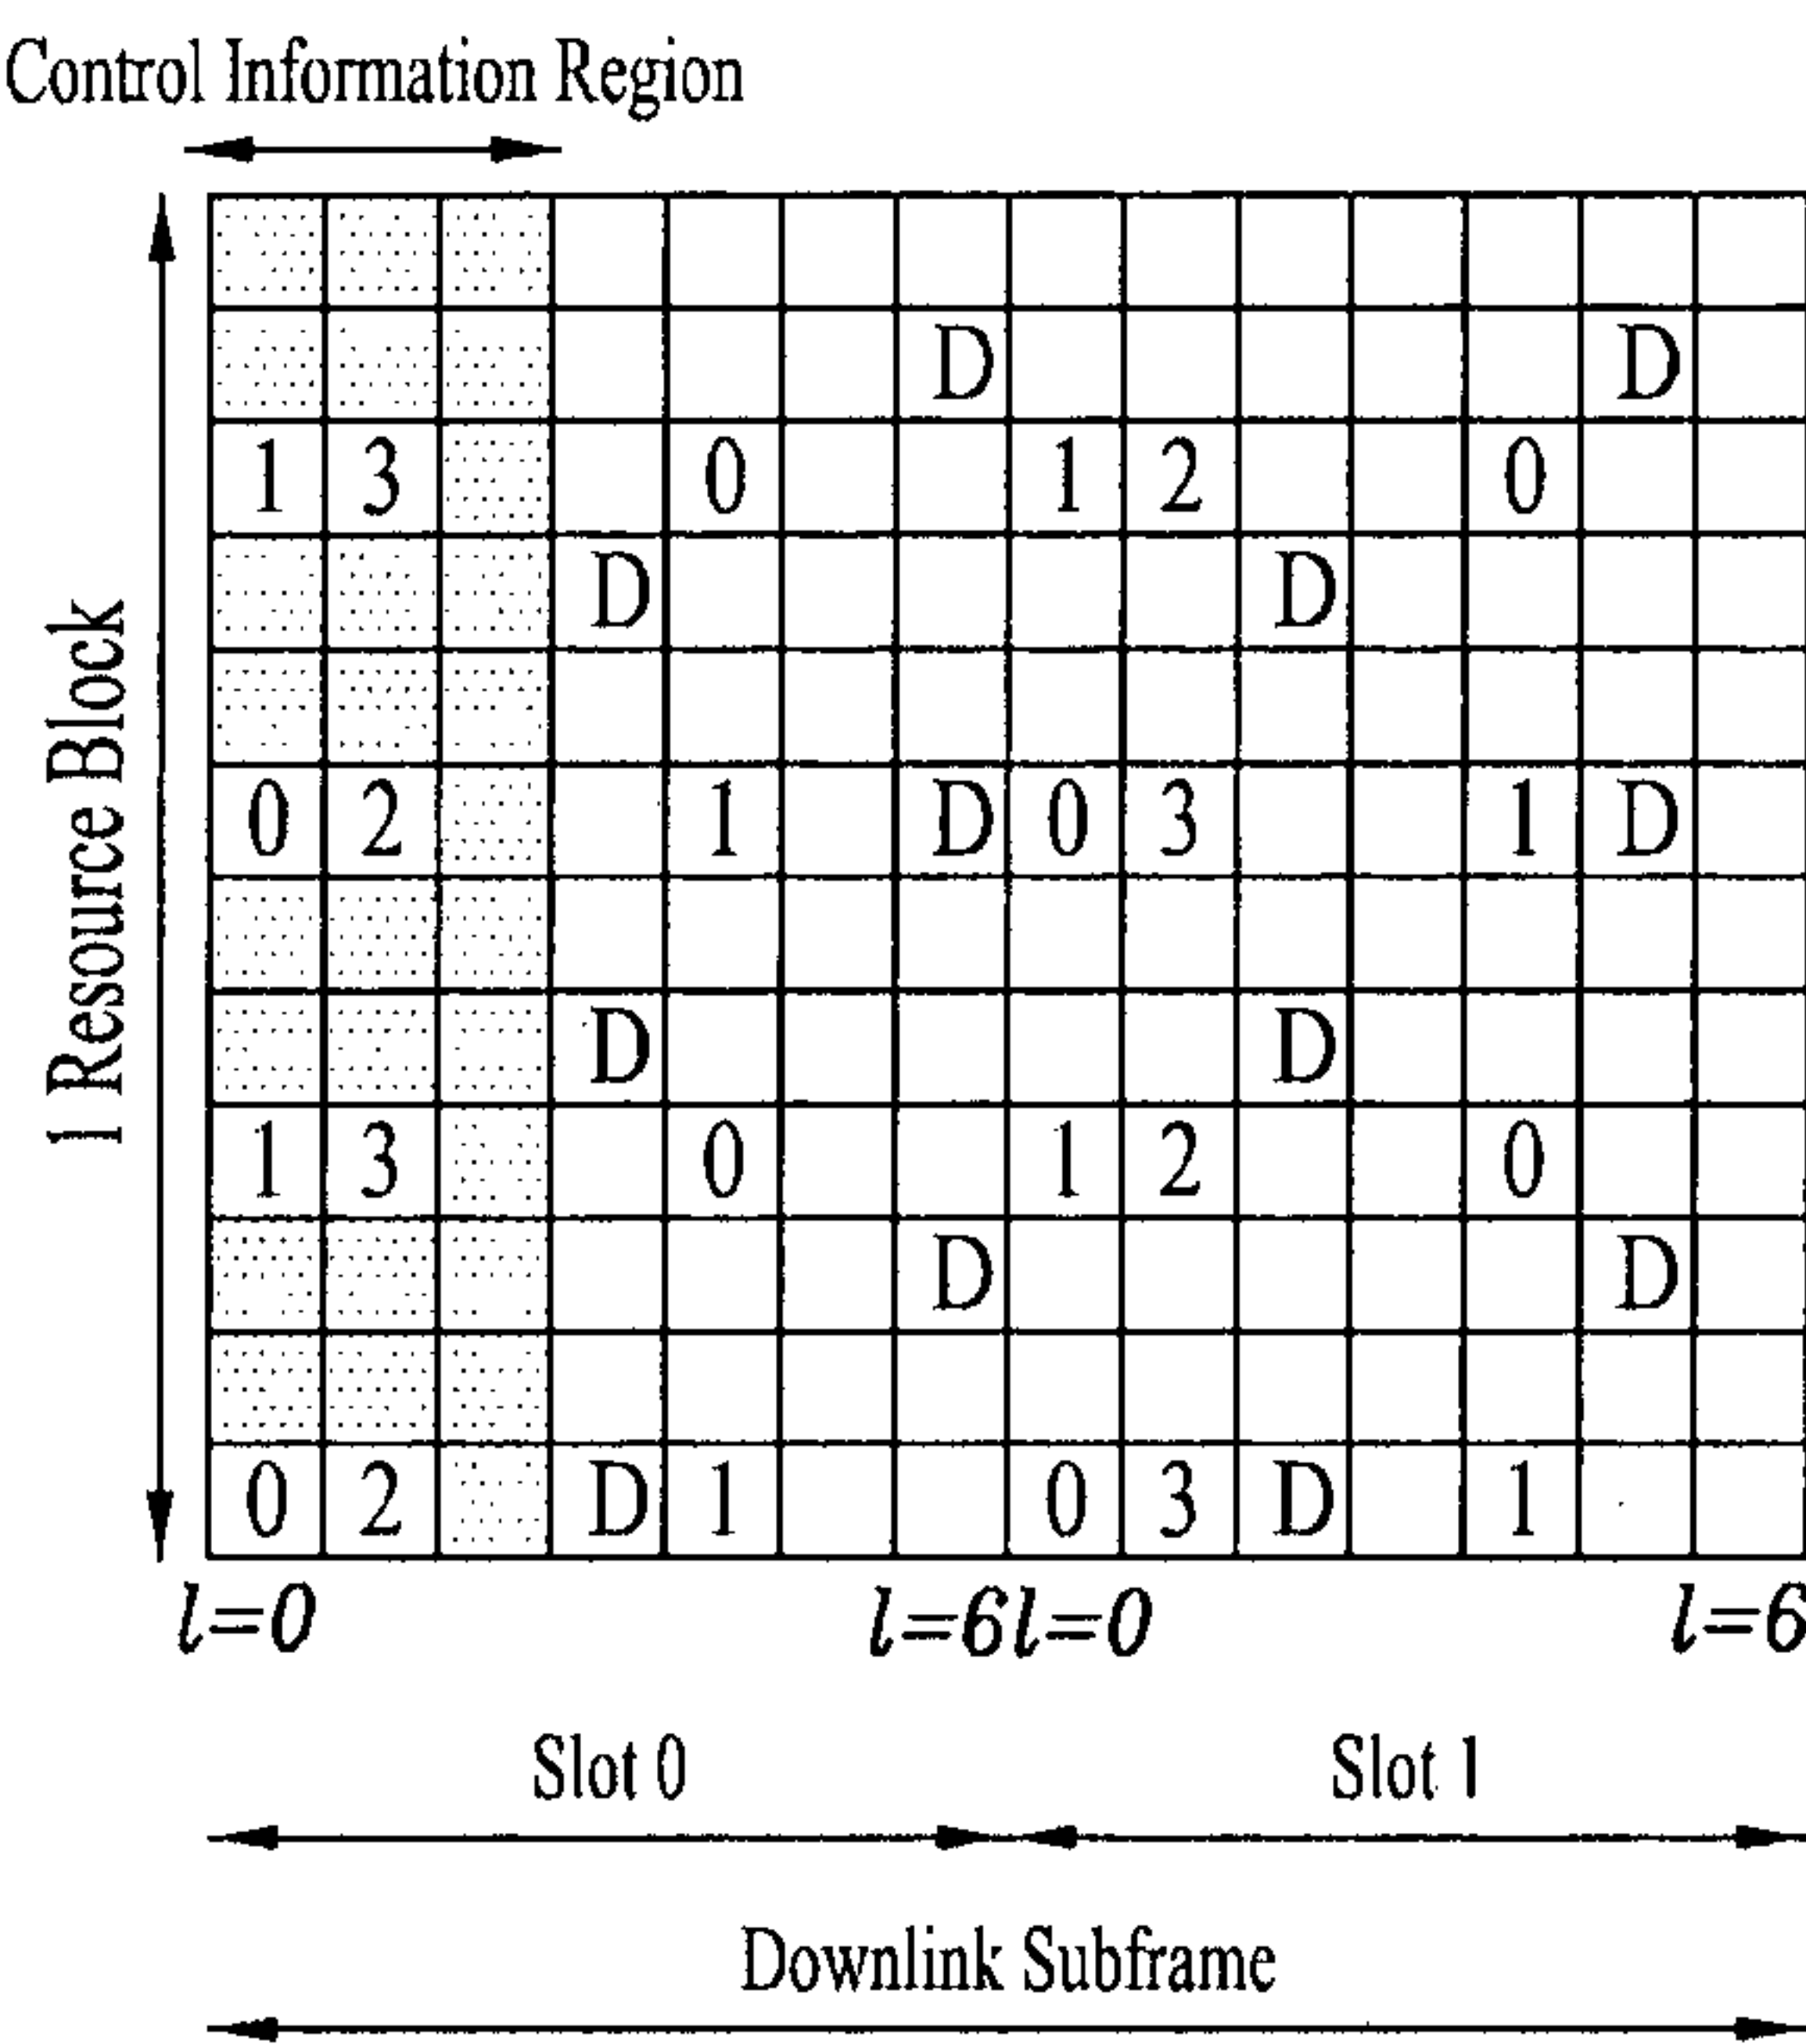 Control Information Region
1 Resource Block
D D
1 3 0 1 2 0
D D
0 2 1 D 0 3 1 D
D D
1 3 0 1 2 0
D D
0 2 D 1 0 3 D 1
l=0 l=6 l=0 l=6
Slot 0 Slot 1
Downlink Subframe